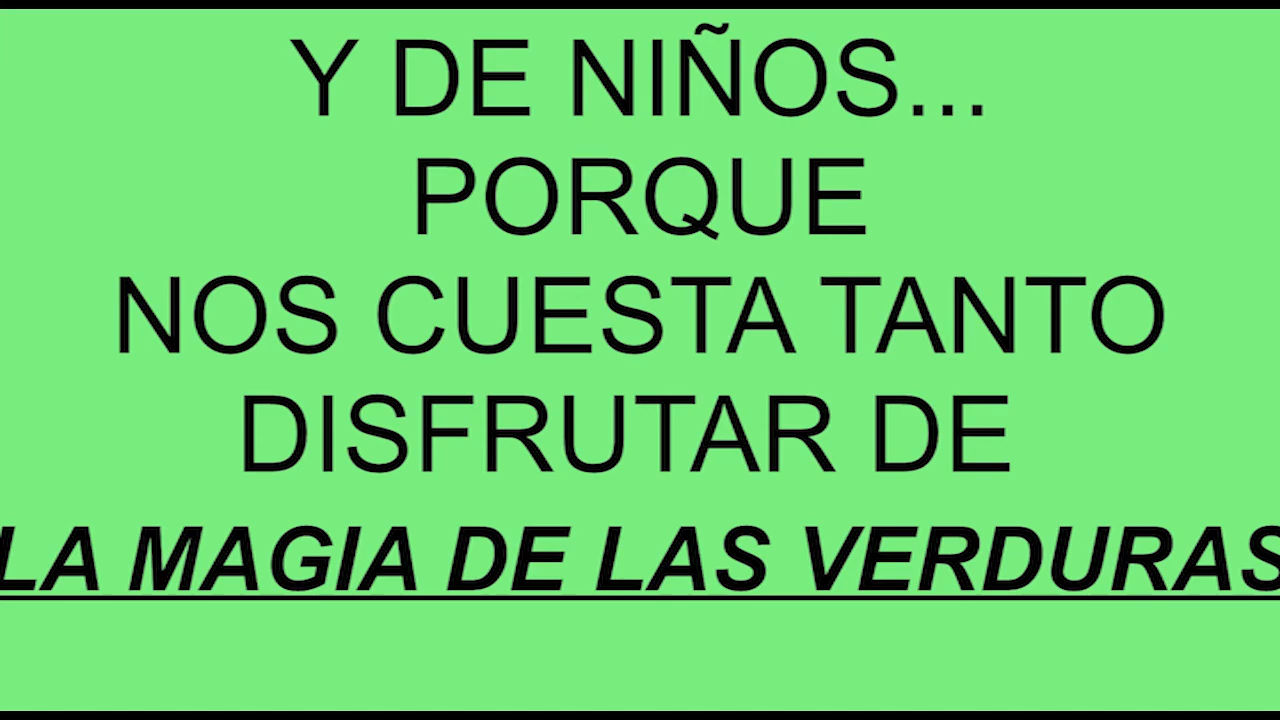 Y DE NIÑOS...
PORQUE
NOS CUESTA TANTO
DISFRUTAR DE
LA MAGIA DE LAS VERDURAS